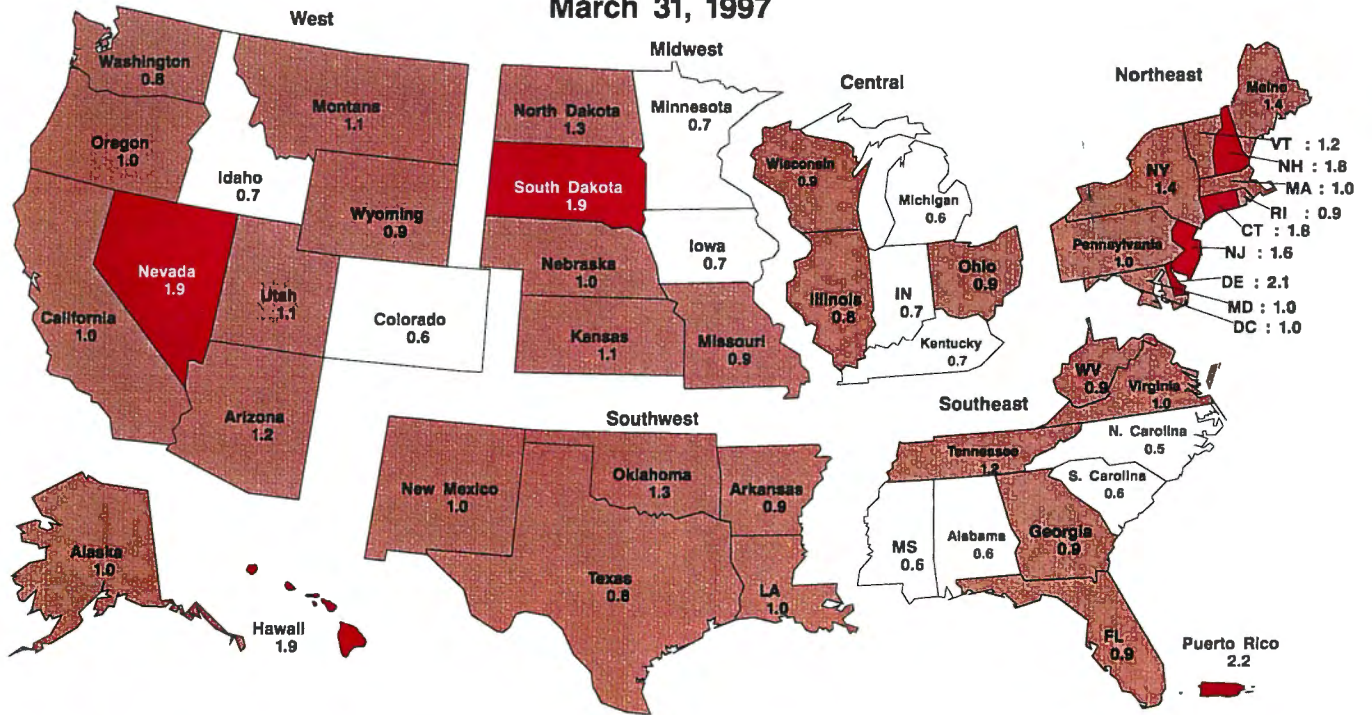 March 31, 1997
West
Washington
0.8
Oregon
1.0
Idaho
0.7
Montana
1.1
Wyoming
0.9
Nevada
1.9
Utah
1.1
California
1.0
Colorado
0.6
Arizona
1.2
Alaska
1.0
Hawaii
1.9
Midwest
North Dakota
1.3
Minnesota
0.7
South Dakota
1.9
Iowa
0.7
Nebraska
1.0
Kansas
1.1
Missouri
0.9
Central
Wisconsin
0.9
Michigan
0.6
Illinois
0.8
IN
0.7
Ohio
0.9
Kentucky
0.7
Northeast
Maine
1.4
NY
1.4
Pennsylvania
1.0
VT : 1.2
NH : 1.8
MA : 1.0
RI : 0.9
CT : 1.8
NJ : 1.6
DE : 2.1
MD : 1.0
DC : 1.0
Southwest
New Mexico
1.0
Oklahoma
1.3
Arkansas
0.9
Texas
0.8
LA
1.0
Southeast
WV
0.9
Virginia
1.0
N. Carolina
0.5
Tennessee
1.2
S. Carolina
0.6
MS
0.6
Alabama
0.6
Georgia
0.9
FL
0.9
Puerto Rico
2.2